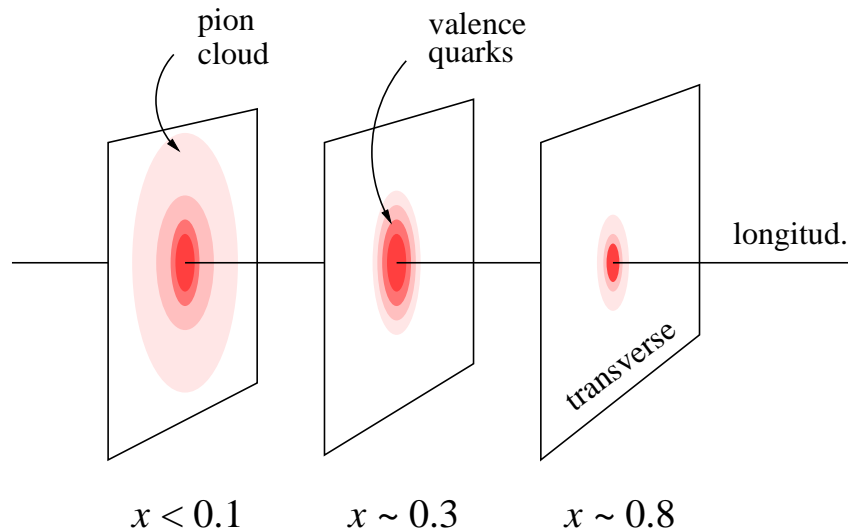 pion
cloud
valence
quarks
longitud.
transverse
x < 0.1
x ~ 0.3
x ~ 0.8